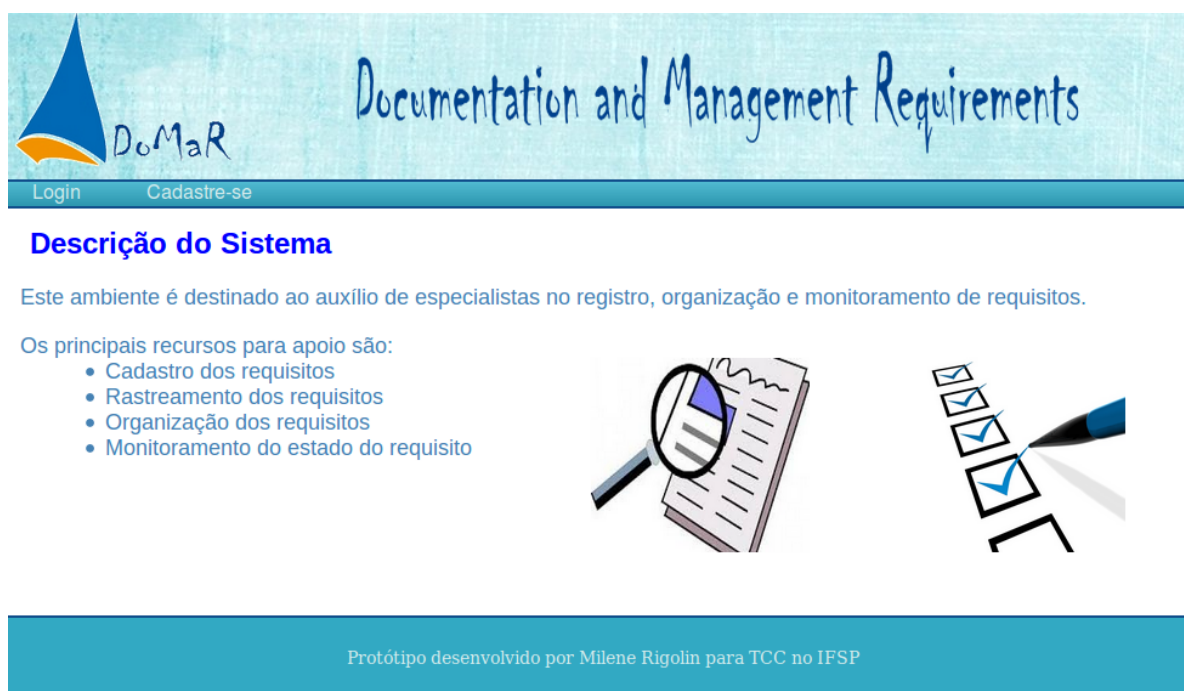 DoMaR
Documentation and Management Requirements
Login
Cadastre-se
Descrição do Sistema
Este ambiente é destinado ao auxílio de especialistas no registro, organização e monitoramento de requisitos.
Os principais recursos para apoio são:
• Cadastro dos requisitos
• Rastreamento dos requisitos
• Organização dos requisitos
• Monitoramento do estado do requisito
Protótipo desenvolvido por Milene Rigolin para TCC no IFSP